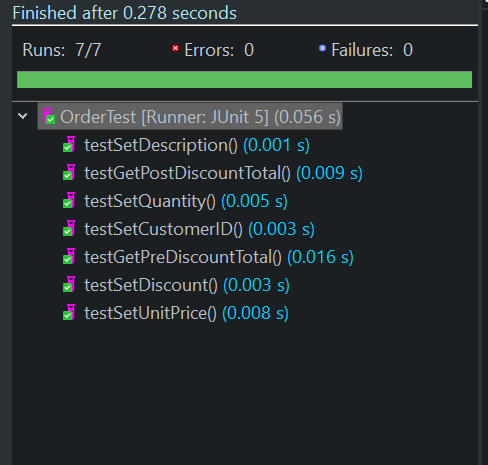 Finished after 0.278 seconds
Runs: 7/7 Errors: 0 Failures: 0
OrderTest [Runner: JUnit 5] (0.056 s)
testSetDescription() (0.001 s)
testGetPostDiscountTotal() (0.009 s)
testSetQuantity() (0.005 s)
testSetCustomerID() (0.003 s)
testGetPreDiscountTotal() (0.016 s)
testSetDiscount() (0.003 s)
testSetUnitPrice() (0.008 s)